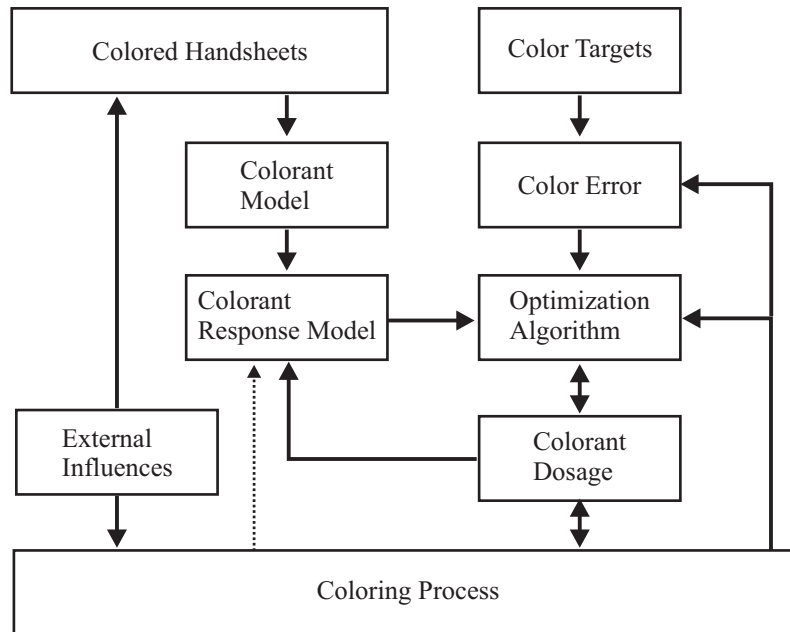 Colored Handsheets
Color Targets
Colorant
Model
Color Error
Colorant
Response Model
Optimization
Algorithm
External
Influences
Colorant
Dosage
Coloring Process